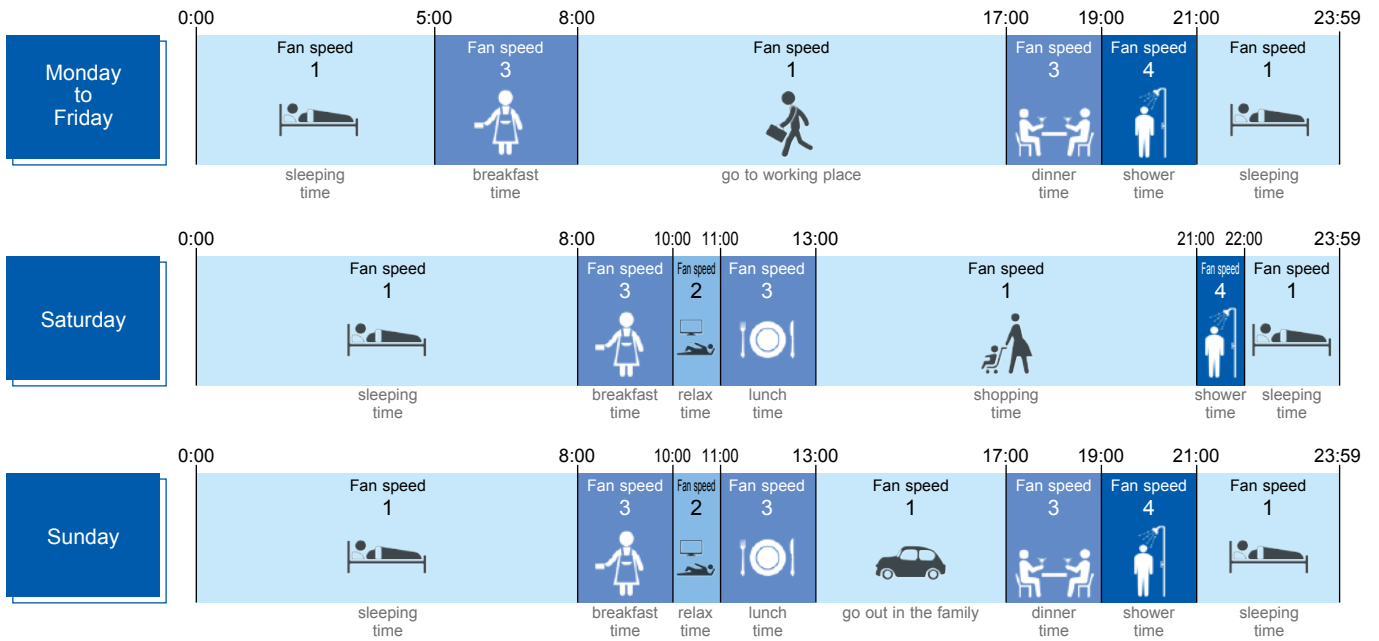 0:00 5:00 8:00 17:00 19:00 21:00 23:59
Monday
to
Friday
Fan speed Fan speed Fan speed Fan speed Fan speed Fan speed
1 3 1 3 4 1
sleeping breakfast go to working place dinner shower sleeping
time time time time time
0:00 8:00 10:00 11:00 13:00 21:00 22:00 23:59
Saturday
Fan speed Fan speed Fan speed Fan speed Fan speed Fan speed Fan speed
1 3 2 3 1 4 1
sleeping breakfast relax lunch shopping shower sleeping
time time time time time time time
0:00 8:00 10:00 11:00 13:00 17:00 19:00 21:00 23:59
Sunday
Fan speed Fan speed Fan speed Fan speed Fan speed Fan speed Fan speed Fan speed
1 3 2 3 1 3 4 1
sleeping breakfast relax lunch go out in the family dinner shower sleeping
time time time time time time time